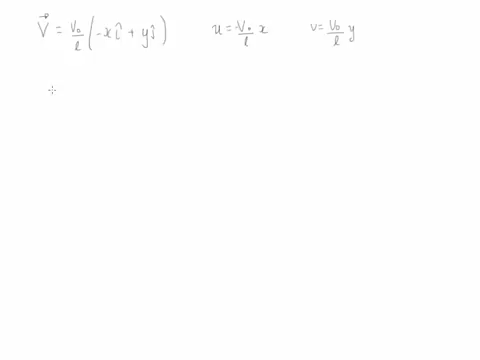 V⃗ = V₀/l (-x î + y ĵ)    u = -V₀/l x    v = V₀/l y